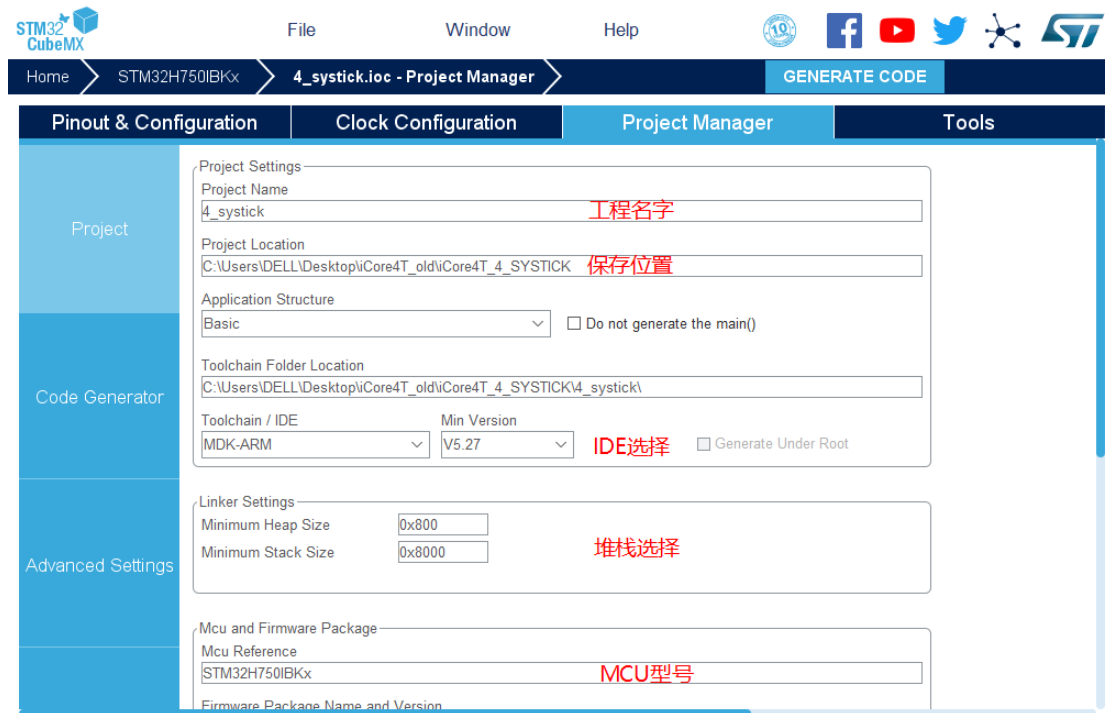 STM32
CubeMX
File
Window
Help
10
ST
Home
STM32H750IBKx
4_systick.ioc - Project Manager
GENERATE CODE
Pinout & Configuration
Clock Configuration
Project Manager
Tools
Project
Code Generator
Advanced Settings
Project Settings
Project Name
4_systick 工程名字
Project Location
C:\Users\DELL\Desktop\iCore4T_old\iCore4T_4_SYSTICK 保存位置
Application Structure
Basic
Do not generate the main()
Toolchain Folder Location
C:\Users\DELL\Desktop\iCore4T_old\iCore4T_4_SYSTICK\4_systick\
Toolchain / IDE Min Version
MDK-ARM V5.27 IDE选择 Generate Under Root
Linker Settings
Minimum Heap Size 0x800
Minimum Stack Size 0x8000
堆栈选择
Mcu and Firmware Package
Mcu Reference
STM32H750IBKx MCU型号
Firmware Package Name and Version